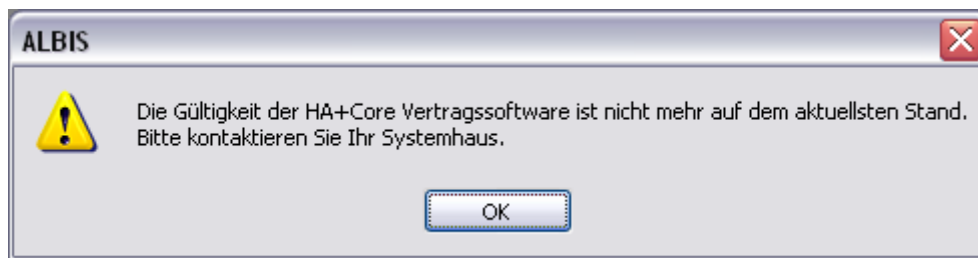 ALBIS
Die Gültigkeit der HA+Core Vertragssoftware ist nicht mehr auf dem aktuellsten Stand.
Bitte kontaktieren Sie Ihr Systemhaus.
OK